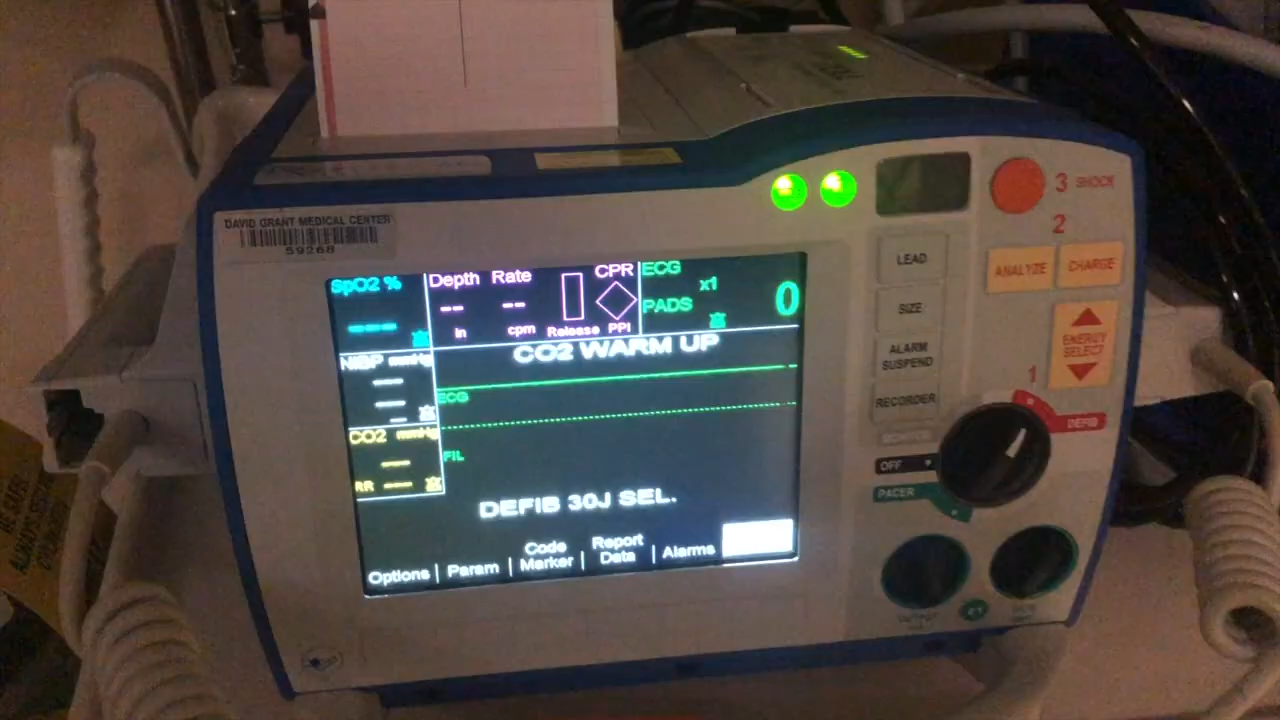 DAVID GRANT MEDICAL CENTER
59268
SpO2 %
Depth Rate
CPR
ECG
x1
PADS
0
in
cpm
Release
PPI
NIBP mmHg
CO2 WARM UP
ECG
CO2 mmHg
FIL
RR
DEFIB 30J SEL.
Options
Param
Code Marker
Report Data
Alarms
3 SHOCK
2
LEAD
ANALYZE
CHARGE
SIZE
ALARM SUSPEND
ENERGY SELECT
RECORDER
1
DEFIB
OFF
PACER